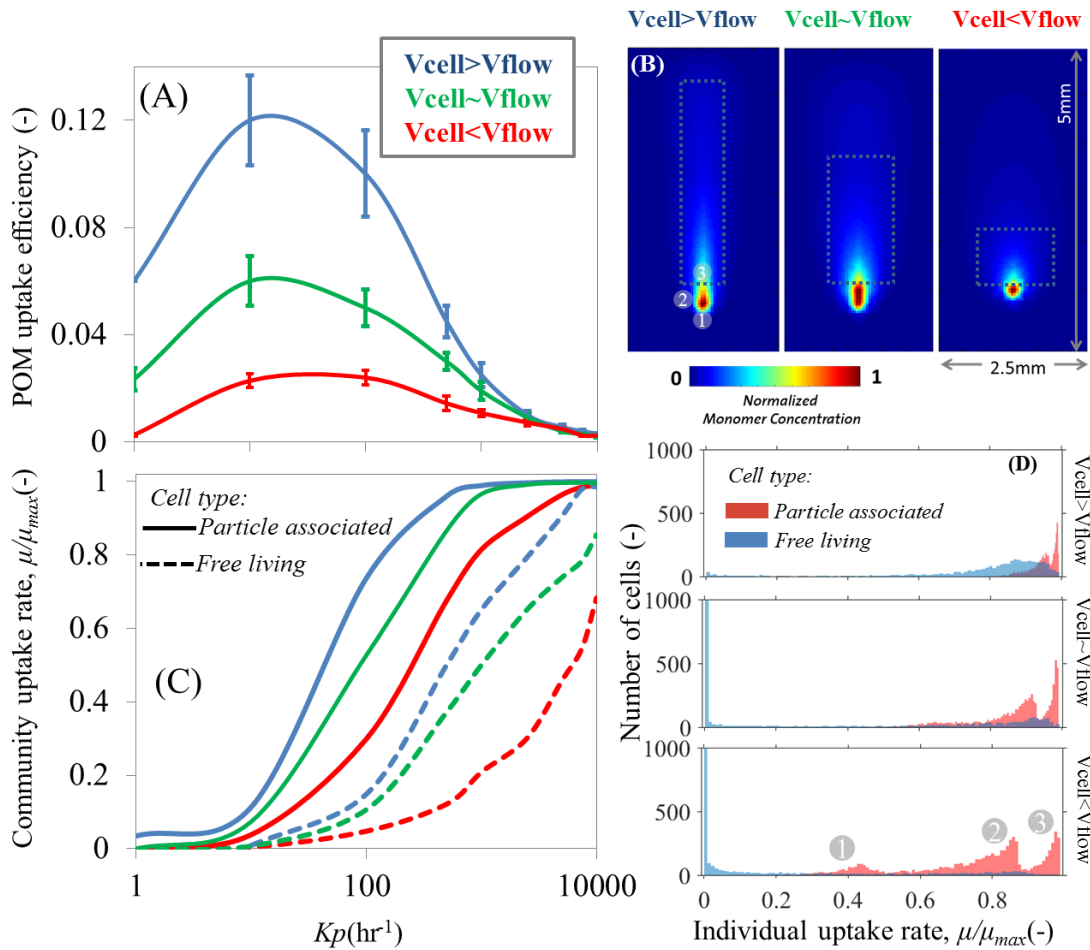 (A)
Vcell>Vflow
Vcell~Vflow
Vcell<Vflow
POM uptake efficiency (-)
0.12
0.08
0.04
0
Vcell>Vflow
Vcell~Vflow
Vcell<Vflow
(B)
3
2
1
5mm
2.5mm
0
1
Normalized
Monomer Concentration
(C)
Cell type:
Particle associated
Free living
Community uptake rate, μ/μmax(-)
1
0.8
0.6
0.4
0.2
0
1
100
10000
Kp(hr-1)
(D)
Cell type:
Particle associated
Free living
Number of cells (-)
1000
500
0
Vcell>Vflow
1000
500
0
Vcell~Vflow
1000
500
0
Vcell<Vflow
1
2
3
0
0.2
0.4
0.6
0.8
Individual uptake rate, μ/μmax(-)